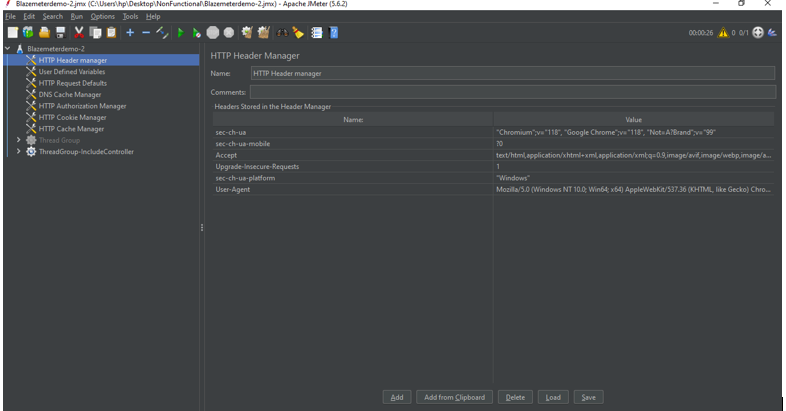 Blazemeterdemo-2.jmx (C:\Users\hp\Desktop\NonFunctional\Blazemeterdemo-2.jmx) - Apache JMeter (5.6.2)
File Edit Search Run Options Tools Help
00:00:26 0 0/1
Blazemeterdemo-2
HTTP Header manager
User Defined Variables
HTTP Request Defaults
DNS Cache Manager
HTTP Authorization Manager
HTTP Cookie Manager
HTTP Cache Manager
Thread Group
ThreadGroup-IncludeController
HTTP Header Manager
Name: HTTP Header manager
Comments:
Headers Stored in the Header Manager
Name: Value
sec-ch-ua "Chromium";v="118", "Google Chrome";v="118", "Not=A?Brand";v="99"
sec-ch-ua-mobile ?0
Accept text/html,application/xhtml+xml,application/xml;q=0.9,image/avif,image/webp,image/a...
Upgrade-Insecure-Requests 1
sec-ch-ua-platform "Windows"
User-Agent Mozilla/5.0 (Windows NT 10.0; Win64; x64) AppleWebKit/537.36 (KHTML, like Gecko) Chro...
Add Add from Clipboard Delete Load Save